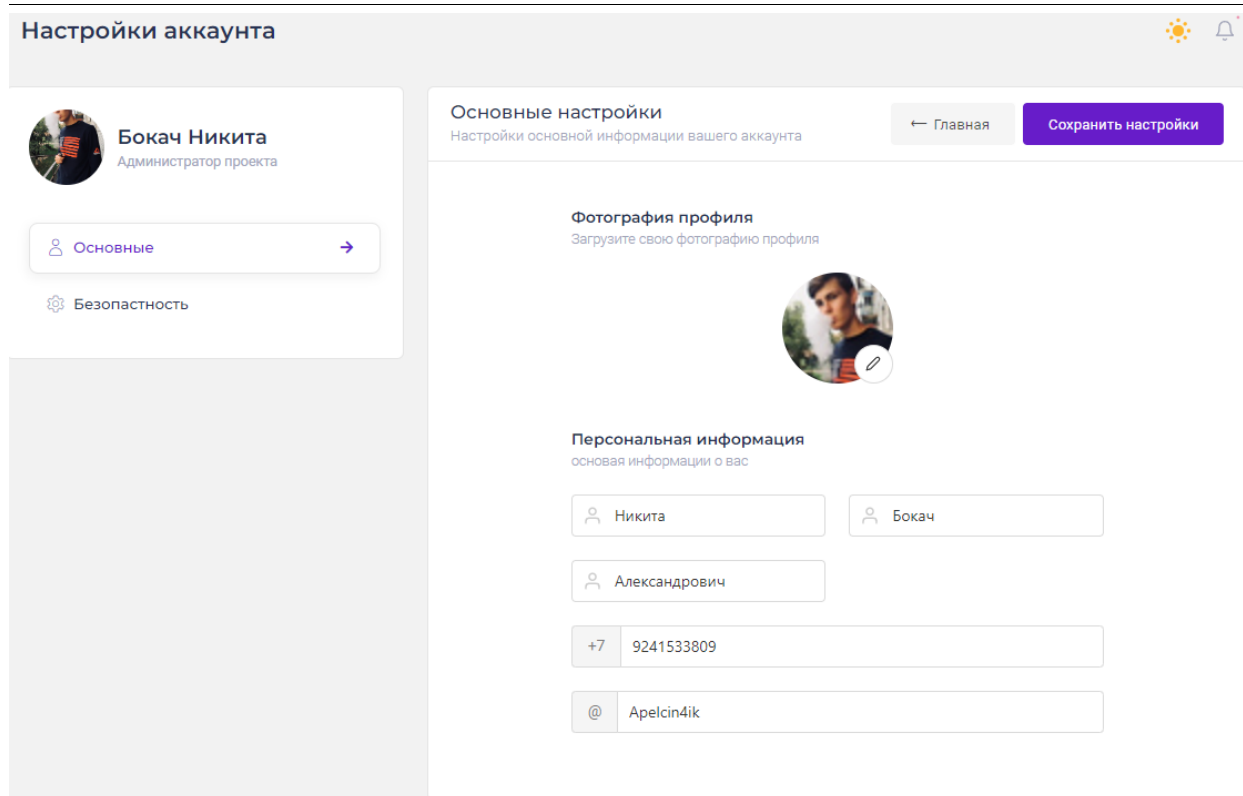 Настройки аккаунта
Бокач Никита
Администратор проекта
Основные
Безопастность
Основные настройки
Настройки основной информации вашего аккаунта
← Главная
Сохранить настройки
Фотография профиля
Загрузите свою фотографию профиля
Персональная информация
основая информации о вас
Никита
Бокач
Александрович
+7 9241533809
@ Apelcin4ik